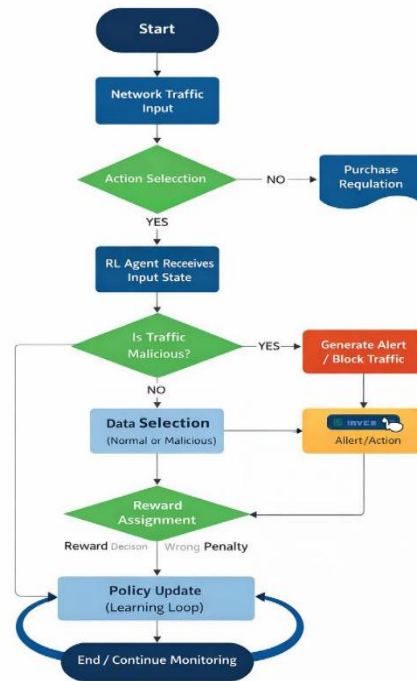 Start
Network Traffic
Input
Action Selecction
NO
Purchase
Requlation
YES
RL Agent Receeives
Input State
Is Traffic
Malicious?
YES
Generate Alert
/ Block Traffic
NO
Data Selection
(Normal or Malicious)
Allert/Action
Reward
Assignment
Reward Decison Wrong Penalty
Policy Update
(Learning Loop)
End / Continue Monitoring